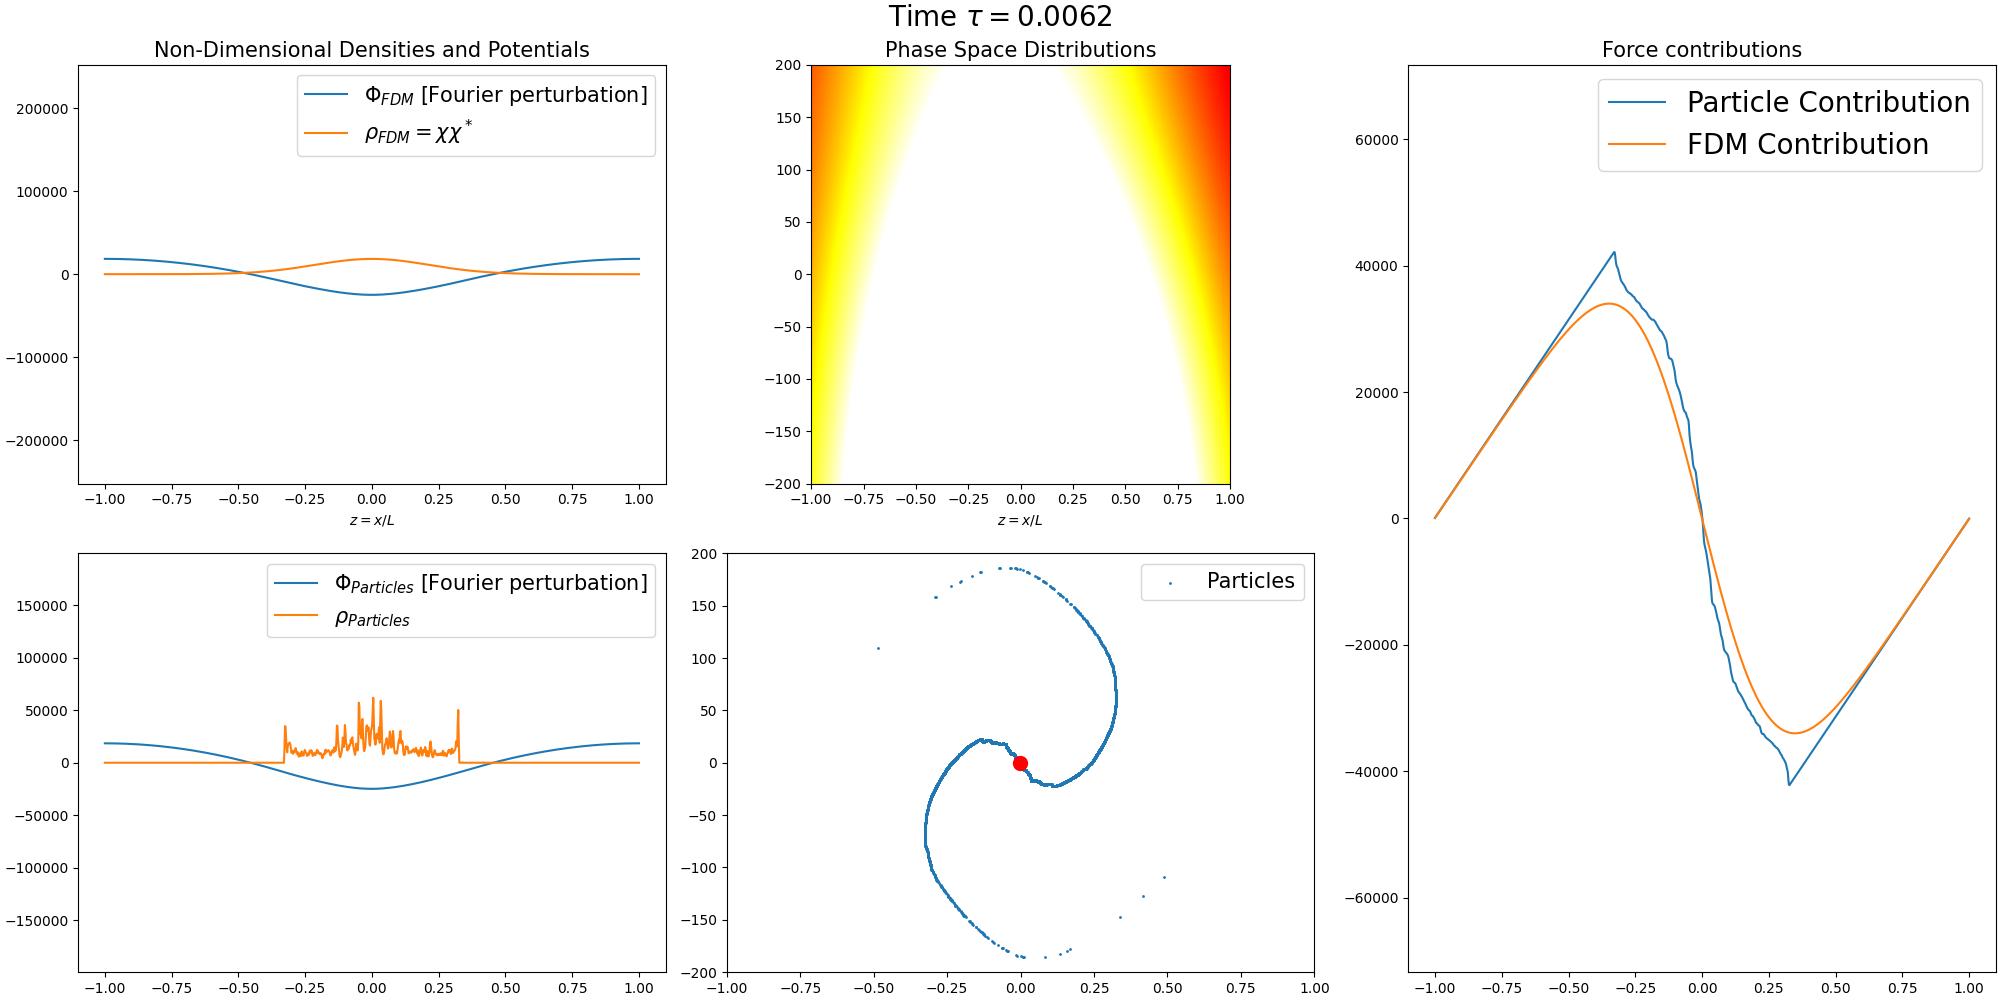 Time τ = 0.0062
Non-Dimensional Densities and Potentials
Φ_FDM [Fourier perturbation]
ρ_FDM = χχ*
200000
100000
0
−100000
−200000
−1.00 −0.75 −0.50 −0.25 0.00 0.25 0.50 0.75 1.00
z = x/L
Phase Space Distributions
200
150
100
50
0
−50
−100
−150
−200
−1.00 −0.75 −0.50 −0.25 0.00 0.25 0.50 0.75 1.00
z = x/L
Force contributions
Particle Contribution
FDM Contribution
60000
40000
20000
0
−20000
−40000
−60000
−1.00 −0.75 −0.50 −0.25 0.00 0.25 0.50 0.75 1.00
Φ_Particles [Fourier perturbation]
ρ_Particles
150000
100000
50000
0
−50000
−100000
−150000
−1.00 −0.75 −0.50 −0.25 0.00 0.25 0.50 0.75 1.00
Particles
200
150
100
50
0
−50
−100
−150
−200
−1.00 −0.75 −0.50 −0.25 0.00 0.25 0.50 0.75 1.00